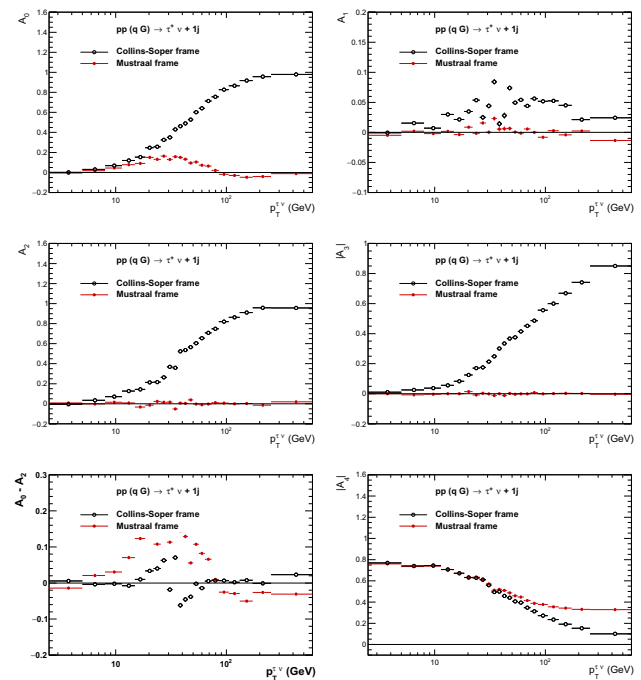 A₀
1.6
1.4
1.2
1
0.8
0.6
0.4
0.2
0
−0.2
pp (q G) → τ⁺ ν + 1j
Collins-Soper frame
Mustraal frame
10
10²
p_T^{τ ν} (GeV)
A₁
0.2
0.15
0.1
0.05
0
−0.05
−0.1
pp (q G) → τ⁺ ν + 1j
Collins-Soper frame
Mustraal frame
10
10²
p_T^{τ ν} (GeV)
A₂
1.6
1.4
1.2
1
0.8
0.6
0.4
0.2
0
−0.2
pp (q G) → τ⁺ ν + 1j
Collins-Soper frame
Mustraal frame
10
10²
p_T^{τ ν} (GeV)
|A₃|
1
0.8
0.6
0.4
0.2
0
−0.2
pp (q G) → τ⁺ ν + 1j
Collins-Soper frame
Mustraal frame
10
10²
p_T^{τ ν} (GeV)
A₀ - A₂
0.3
0.2
0.1
0
−0.1
−0.2
pp (q G) → τ⁺ ν + 1j
Collins-Soper frame
Mustraal frame
10
10²
p_T^{τ ν} (GeV)
|A₄|
1.6
1.4
1.2
1
0.8
0.6
0.4
0.2
0
pp (q G) → τ⁺ ν + 1j
Collins-Soper frame
Mustraal frame
10
10²
p_T^{τ ν} (GeV)